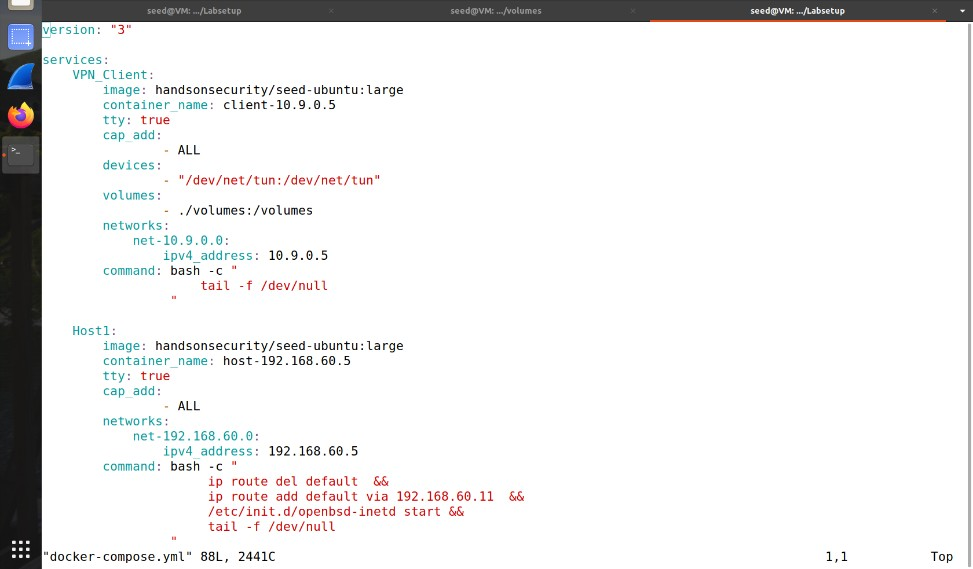 seed@VM: .../Labsetup × seed@VM: .../volumes × seed@VM: .../Labsetup ×
version: "3"

services:
    VPN_Client:
        image: handsonsecurity/seed-ubuntu:large
        container_name: client-10.9.0.5
        tty: true
        cap_add:
                - ALL
        devices:
                - "/dev/net/tun:/dev/net/tun"
        volumes:
                - ./volumes:/volumes
        networks:
            net-10.9.0.0:
                ipv4_address: 10.9.0.5
        command: bash -c "
                     tail -f /dev/null
                 "

    Host1:
        image: handsonsecurity/seed-ubuntu:large
        container_name: host-192.168.60.5
        tty: true
        cap_add:
                - ALL
        networks:
            net-192.168.60.0:
                ipv4_address: 192.168.60.5
        command: bash -c "
                      ip route del default  &&
                      ip route add default via 192.168.60.11  &&
                      /etc/init.d/openbsd-inetd start &&
                      tail -f /dev/null
                 "
"docker-compose.yml" 88L, 2441C 1,1 Top